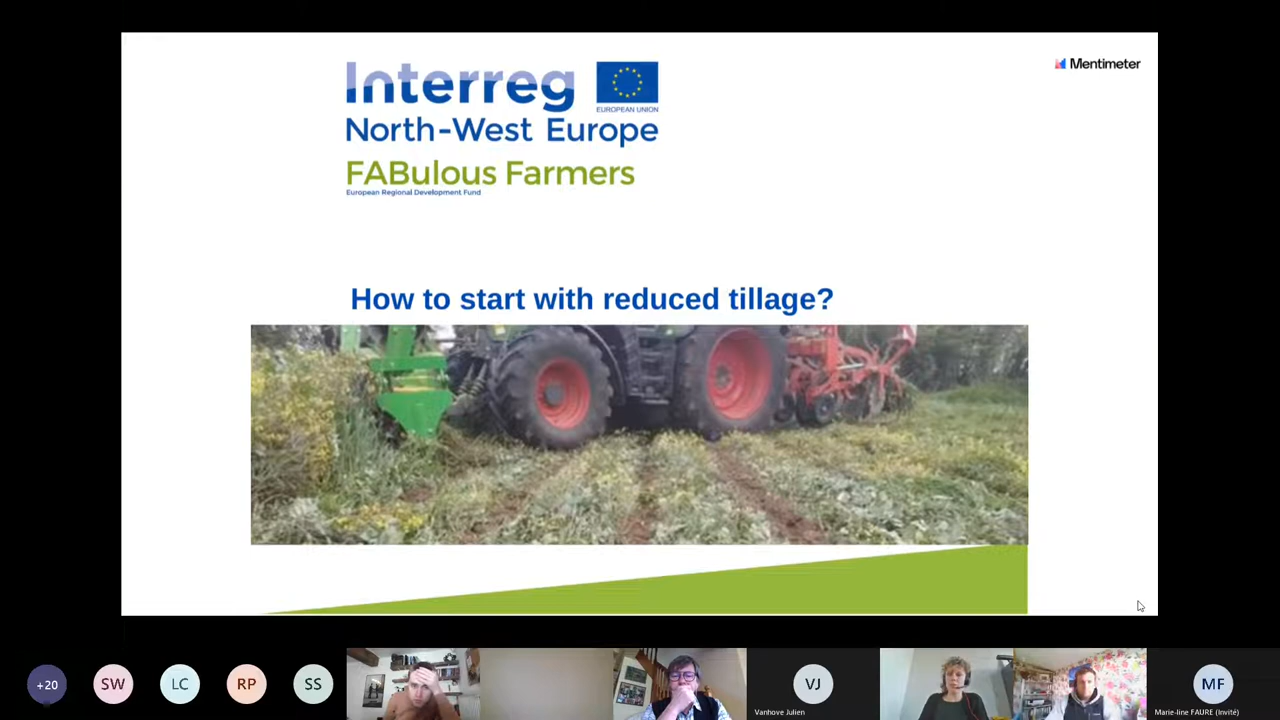 Interreg
EUROPEAN UNION
North-West Europe
FABulous Farmers
European Regional Development Fund
Mentimeter
How to start with reduced tillage?
+20
SW
LC
RP
SS
VJ
Vanhove Julien
MF
Marie-line FAURE (Invité)